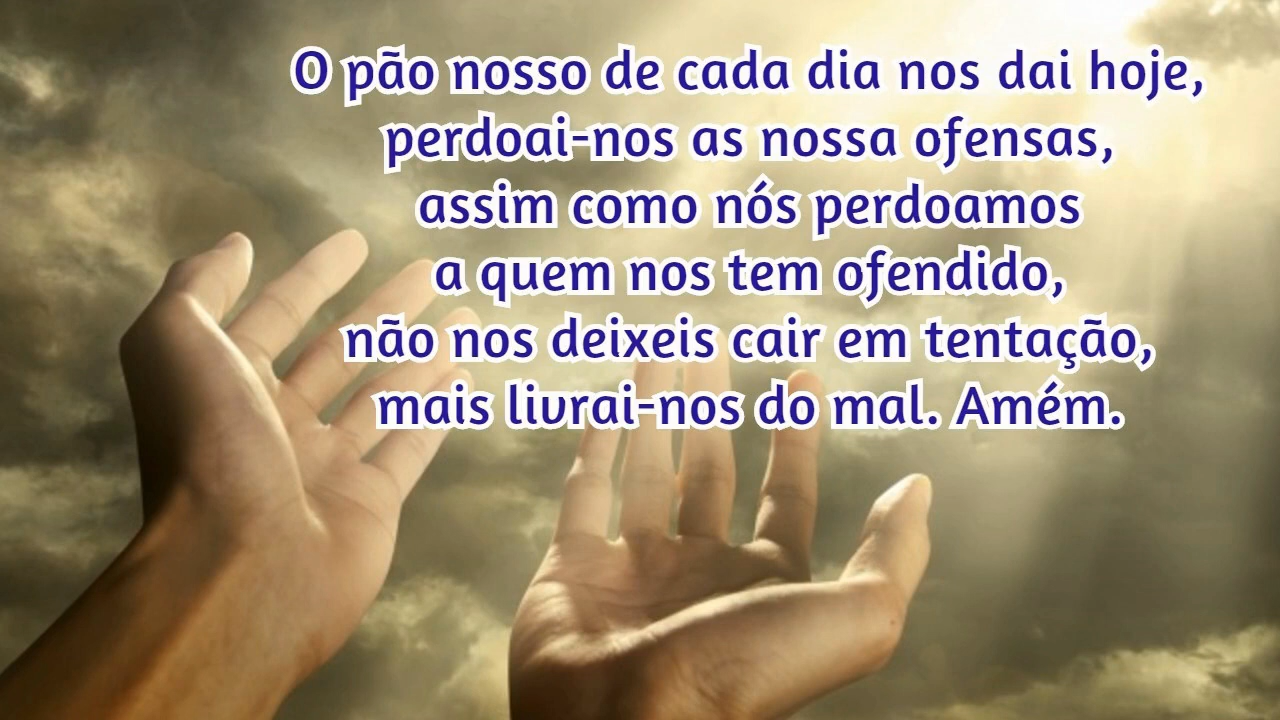 O pão nosso de cada dia nos dai hoje,
perdoai-nos as nossa ofensas,
assim como nós perdoamos
a quem nos tem ofendido,
não nos deixeis cair em tentação,
mais livrai-nos do mal. Amém.